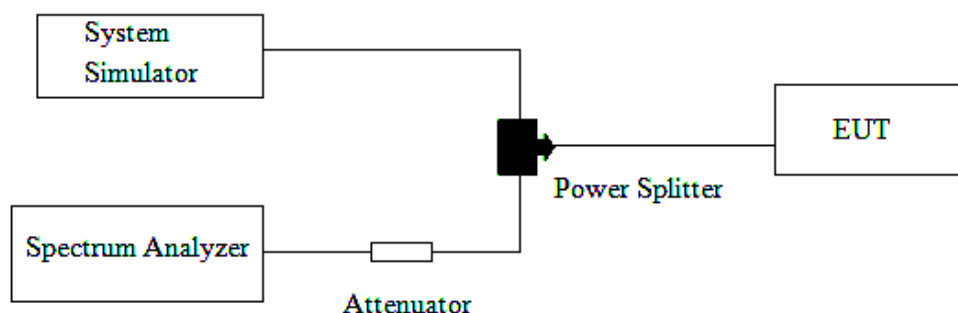 System
Simulator
EUT
Power Splitter
Spectrum Analyzer
Attenuator